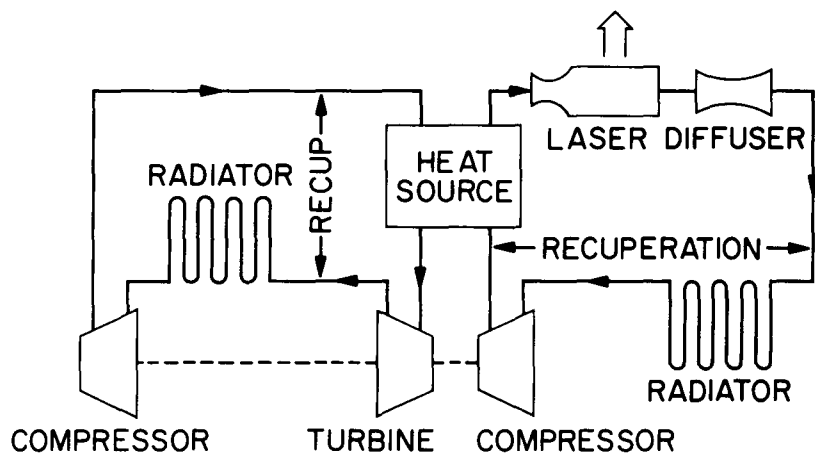 LASER DIFFUSER
HEAT
SOURCE
RADIATOR
RECUP
RECUPERATION
RADIATOR
COMPRESSOR
TURBINE
COMPRESSOR